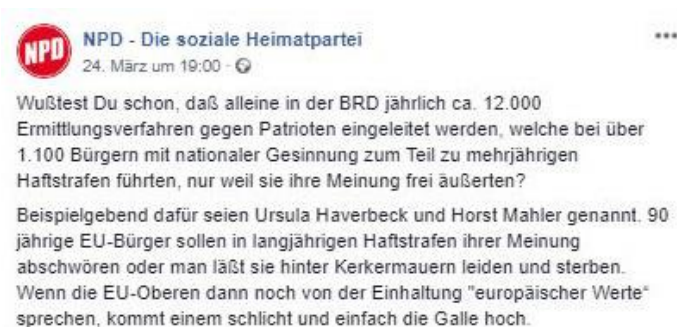 NPD
NPD - Die soziale Heimatpartei
24. März um 19:00 ·
Wußtest Du schon, daß alleine in der BRD jährlich ca. 12.000
Ermittlungsverfahren gegen Patrioten eingeleitet werden, welche bei über
1.100 Bürgern mit nationaler Gesinnung zum Teil zu mehrjährigen
Haftstrafen führten, nur weil sie ihre Meinung frei äußerten?
Beispielgebend dafür seien Ursula Haverbeck und Horst Mahler genannt. 90
jährige EU-Bürger sollen in langjährigen Haftstrafen ihrer Meinung
abschwören oder man läßt sie hinter Kerkermauern leiden und sterben.
Wenn die EU-Oberen dann noch von der Einhaltung "europäischer Werte"
sprechen, kommt einem schlicht und einfach die Galle hoch.